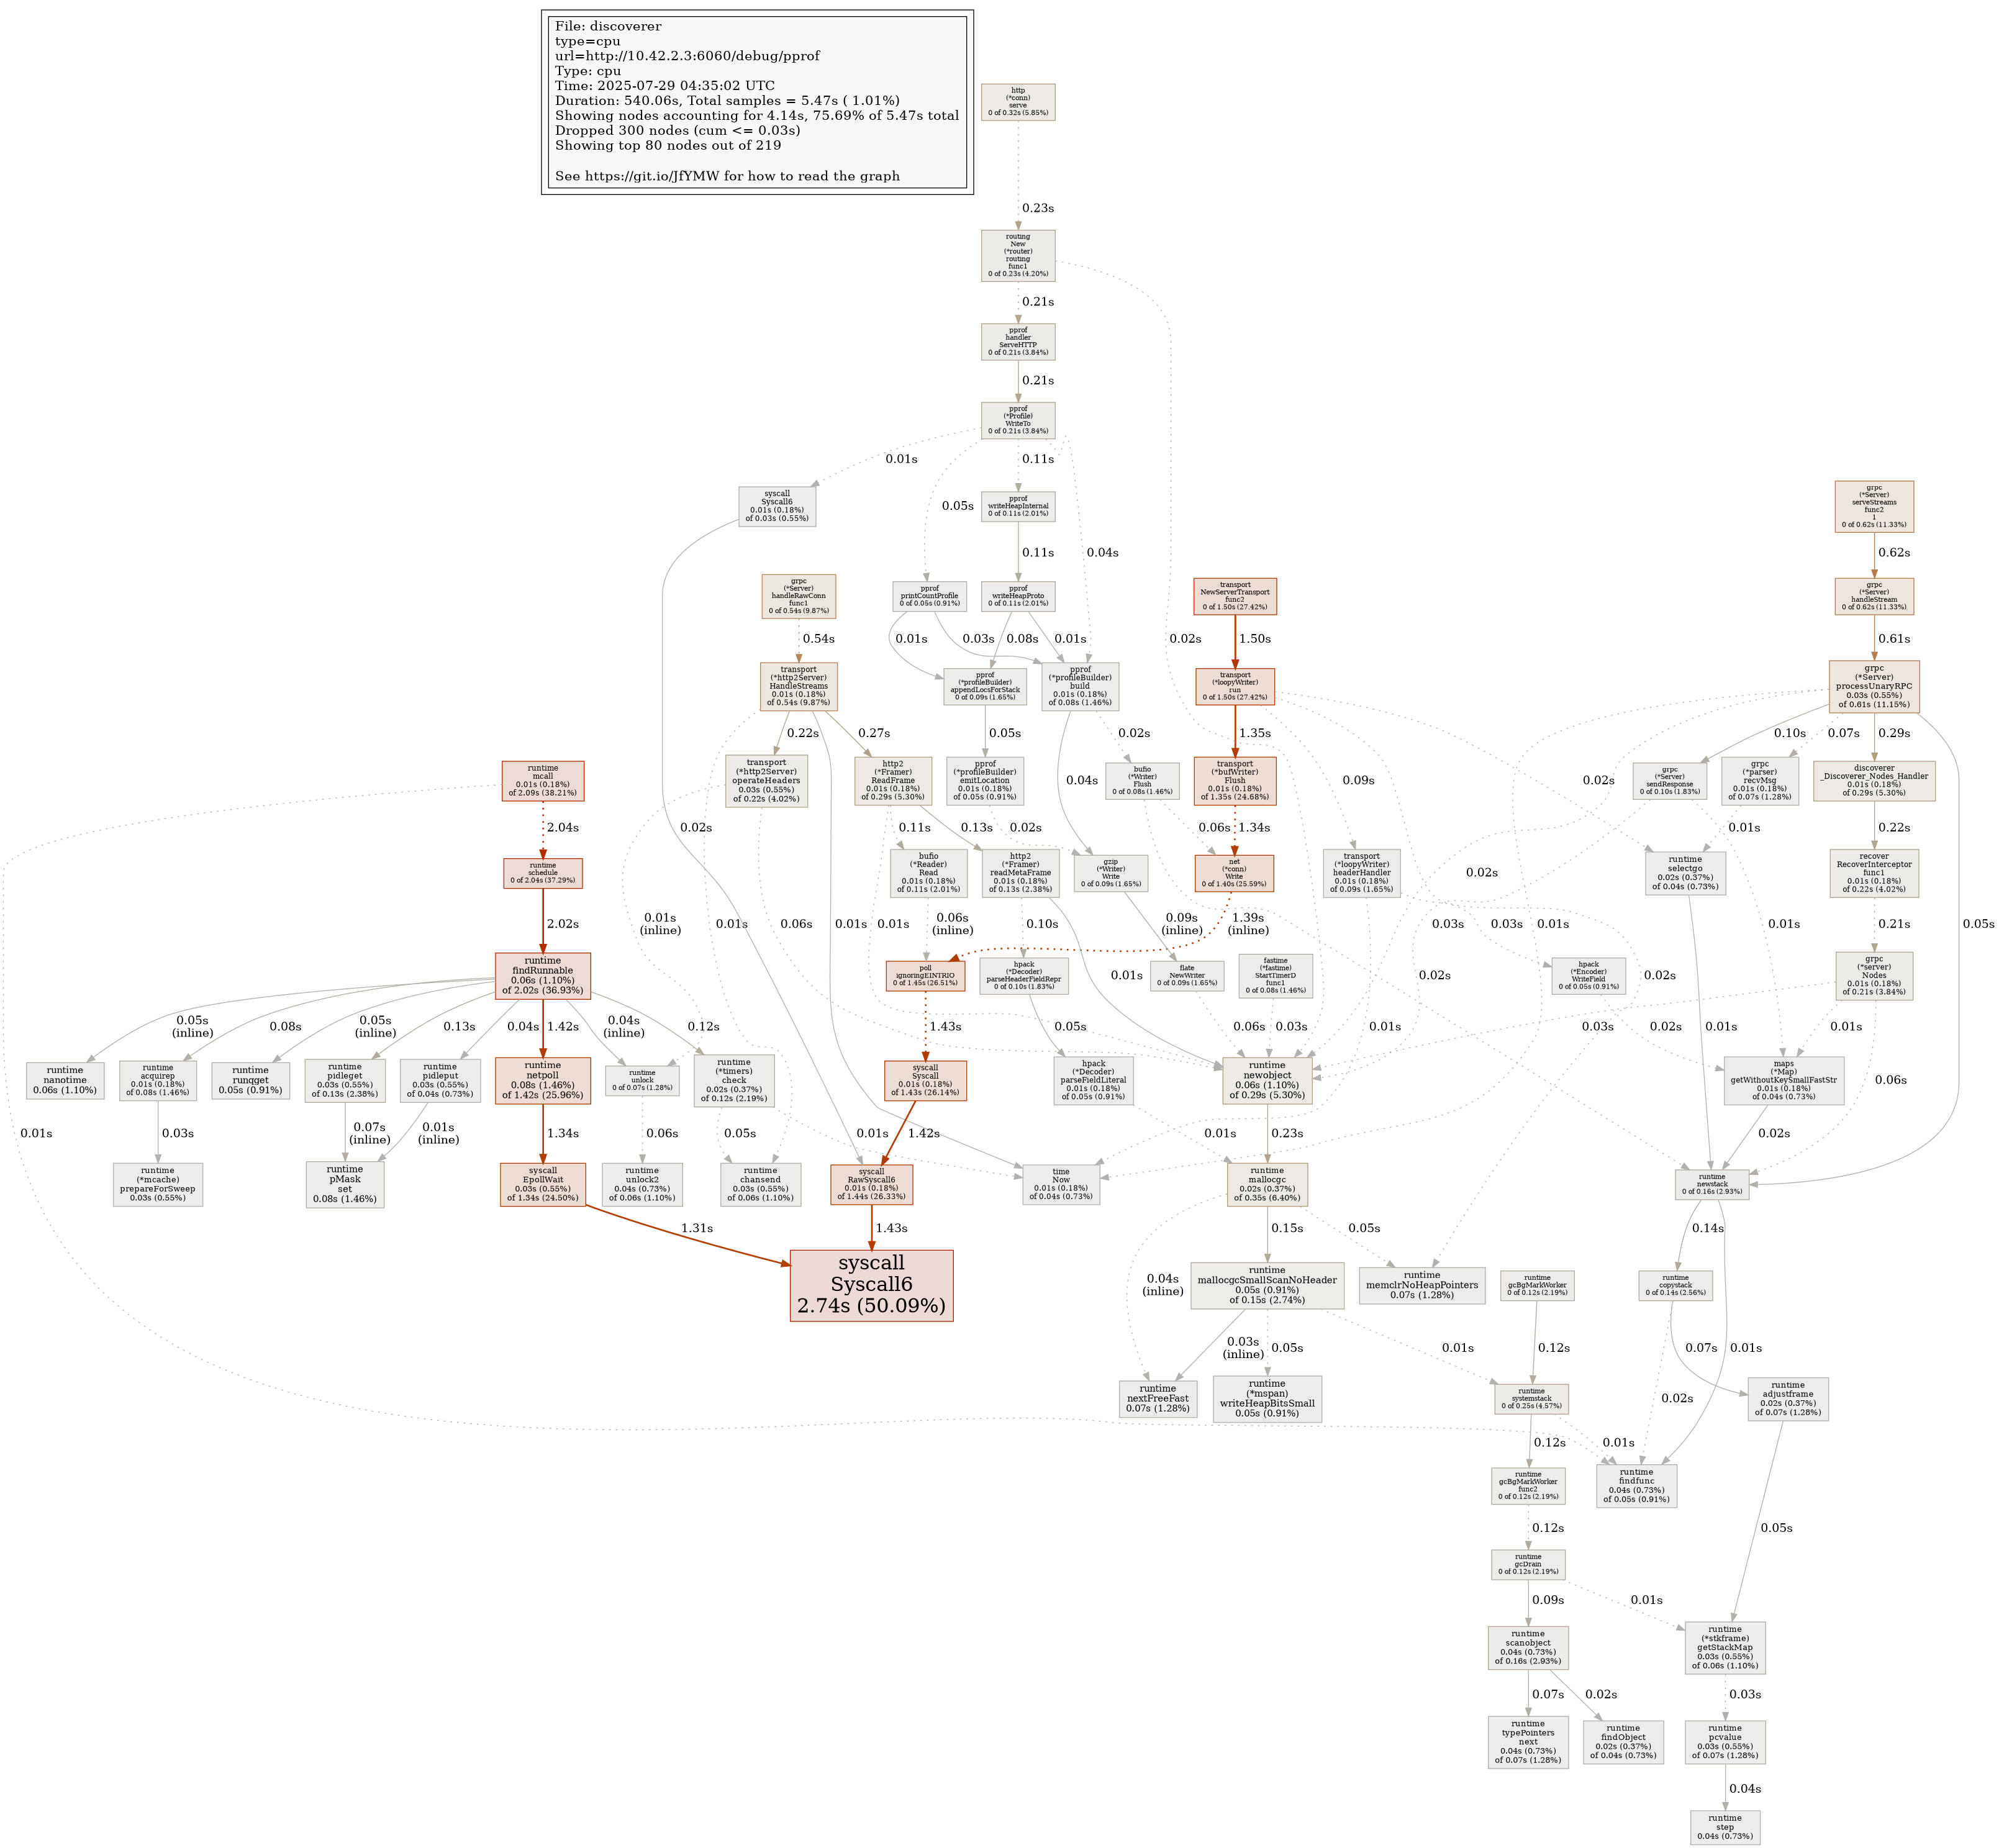 File: discoverer
type=cpu
url=http://10.42.2.3:6060/debug/pprof
Type: cpu
Time: 2025-07-29 04:35:02 UTC
Duration: 540.06s, Total samples = 5.47s ( 1.01%)
Showing nodes accounting for 4.14s, 75.69% of 5.47s total
Dropped 300 nodes (cum <= 0.03s)
Showing top 80 nodes out of 219
See https://git.io/JfYMW for how to read the graph
http
(*conn)
serve
0 of 0.32s (5.85%)
0.23s
routing
New
(*router)
routing
func1
0 of 0.23s (4.20%)
0.21s
pprof
handler
ServeHTTP
0 of 0.21s (3.84%)
0.21s
pprof
(*Profile)
WriteTo
0 of 0.21s (3.84%)
0.01s
0.05s
0.11s
0.04s
0.02s
syscall
Syscall6
0.01s (0.18%)
of 0.03s (0.55%)
pprof
writeHeapInternal
0 of 0.11s (2.01%)
0.11s
grpc
(*Server)
serveStreams
func2
1
0 of 0.62s (11.33%)
0.62s
grpc
(*Server)
handleRawConn
func1
0 of 0.54s (9.87%)
0.54s
pprof
printCountProfile
0 of 0.05s (0.91%)
pprof
writeHeapProto
0 of 0.11s (2.01%)
0.01s
0.03s
0.08s
0.01s
transport
NewServerTransport
func2
0 of 1.50s (27.42%)
1.50s
grpc
(*Server)
handleStream
0 of 0.62s (11.33%)
0.61s
transport
(*http2Server)
HandleStreams
0.01s (0.18%)
of 0.54s (9.87%)
0.22s
0.27s
pprof
(*profileBuilder)
appendLocsForStack
0 of 0.09s (1.65%)
0.05s
pprof
(*profileBuilder)
build
0.01s (0.18%)
of 0.08s (1.46%)
0.02s
0.04s
transport
(*loopyWriter)
run
0 of 1.50s (27.42%)
1.35s
0.09s
0.02s
grpc
(*Server)
processUnaryRPC
0.03s (0.55%)
of 0.61s (11.15%)
0.10s
0.07s
0.29s
runtime
mcall
0.01s (0.18%)
of 2.09s (38.21%)
2.04s
transport
(*http2Server)
operateHeaders
0.03s (0.55%)
of 0.22s (4.02%)
http2
(*Framer)
ReadFrame
0.01s (0.18%)
of 0.29s (5.30%)
0.11s
0.13s
pprof
(*profileBuilder)
emitLocation
0.01s (0.18%)
of 0.05s (0.91%)
0.02s
bufio
(*Writer)
Flush
0 of 0.08s (1.46%)
0.06s
transport
(*bufWriter)
Flush
0.01s (0.18%)
of 1.35s (24.68%)
1.34s
grpc
(*Server)
sendResponse
0 of 0.10s (1.83%)
grpc
(*parser)
recvMsg
0.01s (0.18%)
of 0.07s (1.28%)
0.01s
discoverer
_Discoverer_Nodes_Handler
0.01s (0.18%)
of 0.29s (5.30%)
0.22s
0.02s
runtime
schedule
0 of 2.04s (37.29%)
2.02s
bufio
(*Reader)
Read
0.01s (0.18%)
of 0.11s (2.01%)
0.06s
(inline)
http2
(*Framer)
readMetaFrame
0.01s (0.18%)
of 0.13s (2.38%)
0.10s
gzip
(*Writer)
Write
0 of 0.09s (1.65%)
0.09s
(inline)
net
(*conn)
Write
0 of 1.40s (25.59%)
1.39s
(inline)
transport
(*loopyWriter)
headerHandler
0.01s (0.18%)
of 0.09s (1.65%)
runtime
selectgo
0.02s (0.37%)
of 0.04s (0.73%)
recover
RecoverInterceptor
func1
0.01s (0.18%)
of 0.22s (4.02%)
0.21s
0.01s
(inline)
0.01s
0.06s
0.01s
0.01s
0.02s
0.03s
0.03s
0.01s
0.01s
0.05s
runtime
findRunnable
0.06s (1.10%)
of 2.02s (36.93%)
0.05s
(inline)
0.08s
0.05s
(inline)
0.13s
0.04s
1.42s
0.04s
(inline)
0.12s
poll
ignoringEINTRIO
0 of 1.45s (26.51%)
1.43s
hpack
(*Decoder)
parseHeaderFieldRepr
0 of 0.10s (1.83%)
0.05s
flate
NewWriter
0 of 0.09s (1.65%)
0.06s
fastime
(*fastime)
StartTimerD
func1
0 of 0.08s (1.46%)
0.03s
hpack
(*Encoder)
WriteField
0 of 0.05s (0.91%)
0.02s
grpc
(*server)
Nodes
0.01s (0.18%)
of 0.21s (3.84%)
0.01s
0.02s
0.02s
0.01s
0.01s
0.03s
0.01s
0.06s
runtime
nanotime
0.06s (1.10%)
runtime
acquirep
0.01s (0.18%)
of 0.08s (1.46%)
0.03s
runtime
runqget
0.05s (0.91%)
runtime
pidleget
0.03s (0.55%)
of 0.13s (2.38%)
0.07s
(inline)
runtime
pidleput
0.03s (0.55%)
of 0.04s (0.73%)
0.01s
(inline)
runtime
netpoll
0.08s (1.46%)
of 1.42s (25.96%)
1.34s
runtime
unlock
0 of 0.07s (1.28%)
0.06s
runtime
(*timers)
check
0.02s (0.37%)
of 0.12s (2.19%)
0.05s
0.01s
syscall
Syscall
0.01s (0.18%)
of 1.43s (26.14%)
1.42s
hpack
(*Decoder)
parseFieldLiteral
0.01s (0.18%)
of 0.05s (0.91%)
0.01s
runtime
newobject
0.06s (1.10%)
of 0.29s (5.30%)
0.23s
maps
(*Map)
getWithoutKeySmallFastStr
0.01s (0.18%)
of 0.04s (0.73%)
0.02s
0.01s
runtime
(*mcache)
prepareForSweep
0.03s (0.55%)
runtime
pMask
set
0.08s (1.46%)
syscall
EpollWait
0.03s (0.55%)
of 1.34s (24.50%)
1.31s
runtime
unlock2
0.04s (0.73%)
of 0.06s (1.10%)
runtime
chansend
0.03s (0.55%)
of 0.06s (1.10%)
syscall
RawSyscall6
0.01s (0.18%)
of 1.44s (26.33%)
1.43s
time
Now
0.01s (0.18%)
of 0.04s (0.73%)
runtime
mallocgc
0.02s (0.37%)
of 0.35s (6.40%)
0.04s
(inline)
0.15s
0.05s
runtime
newstack
0 of 0.16s (2.93%)
0.14s
0.01s
syscall
Syscall6
2.74s (50.09%)
runtime
mallocgcSmallScanNoHeader
0.05s (0.91%)
of 0.15s (2.74%)
0.03s
(inline)
0.05s
0.01s
runtime
memclrNoHeapPointers
0.07s (1.28%)
runtime
gcBgMarkWorker
0 of 0.12s (2.19%)
0.12s
runtime
copystack
0 of 0.14s (2.56%)
0.07s
0.02s
runtime
nextFreeFast
0.07s (1.28%)
runtime
(*mspan)
writeHeapBitsSmall
0.05s (0.91%)
runtime
systemstack
0 of 0.25s (4.57%)
0.12s
0.01s
runtime
adjustframe
0.02s (0.37%)
of 0.07s (1.28%)
0.05s
runtime
gcBgMarkWorker
func2
0 of 0.12s (2.19%)
0.12s
runtime
findfunc
0.04s (0.73%)
of 0.05s (0.91%)
runtime
gcDrain
0 of 0.12s (2.19%)
0.09s
0.01s
runtime
scanobject
0.04s (0.73%)
of 0.16s (2.93%)
0.07s
0.02s
runtime
(*stkframe)
getStackMap
0.03s (0.55%)
of 0.06s (1.10%)
0.03s
runtime
typePointers
next
0.04s (0.73%)
of 0.07s (1.28%)
runtime
findObject
0.02s (0.37%)
of 0.04s (0.73%)
runtime
pcvalue
0.03s (0.55%)
of 0.07s (1.28%)
0.04s
runtime
step
0.04s (0.73%)